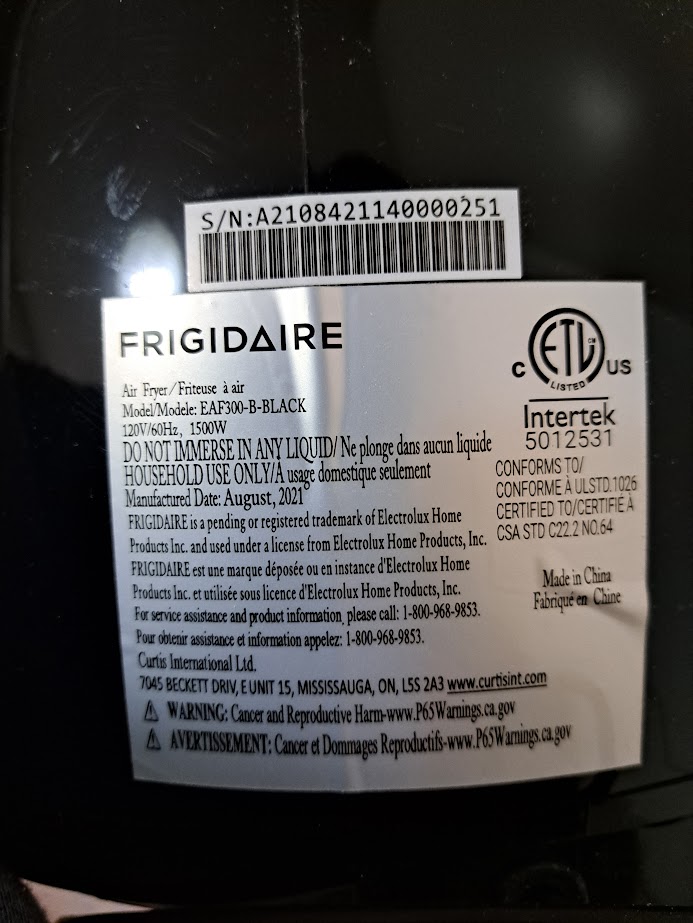 S/N:A2108421140000251
FRIGIDAIRE
Air Fryer/Friteuse à air
Model/Modele: EAF300-B-BLACK
120V/60Hz, 1500W
DO NOT IMMERSE IN ANY LIQUID/ Ne plonge dans aucun liquide
HOUSEHOLD USE ONLY/À usage domestique seulement
Manufactured Date: August, 2021
FRIGIDAIRE is a pending or registered trademark of Electrolux Home
Products Inc. and used under a license from Electrolux Home Products, Inc.
FRIGIDAIRE est une marque déposée ou en instance d'Electrolux Home
Products Inc. et utilisée sous licence d'Electrolux Home Products, Inc.
For service assistance and product information, please call: 1-800-968-9853.
Pour obtenir assistance et information appelez: 1-800-968-9853.
Curtis International Ltd.
7045 BECKETT DRIV, E UNIT 15, MISSISSAUGA, ON, L5S 2A3 www.curtisint.com
WARNING: Cancer and Reproductive Harm-www.P65Warnings.ca.gov
AVERTISSEMENT: Cancer et Dommages Reproductifs-www.P65Warnings.ca.gov
C ETL CM US
LISTED
Intertek
5012531
CONFORMS TO/
CONFORME À ULSTD.1026
CERTIFIED TO/CERTIFIÉ À
CSA STD C22.2 NO.64
Made in China
Fabriqué en Chine